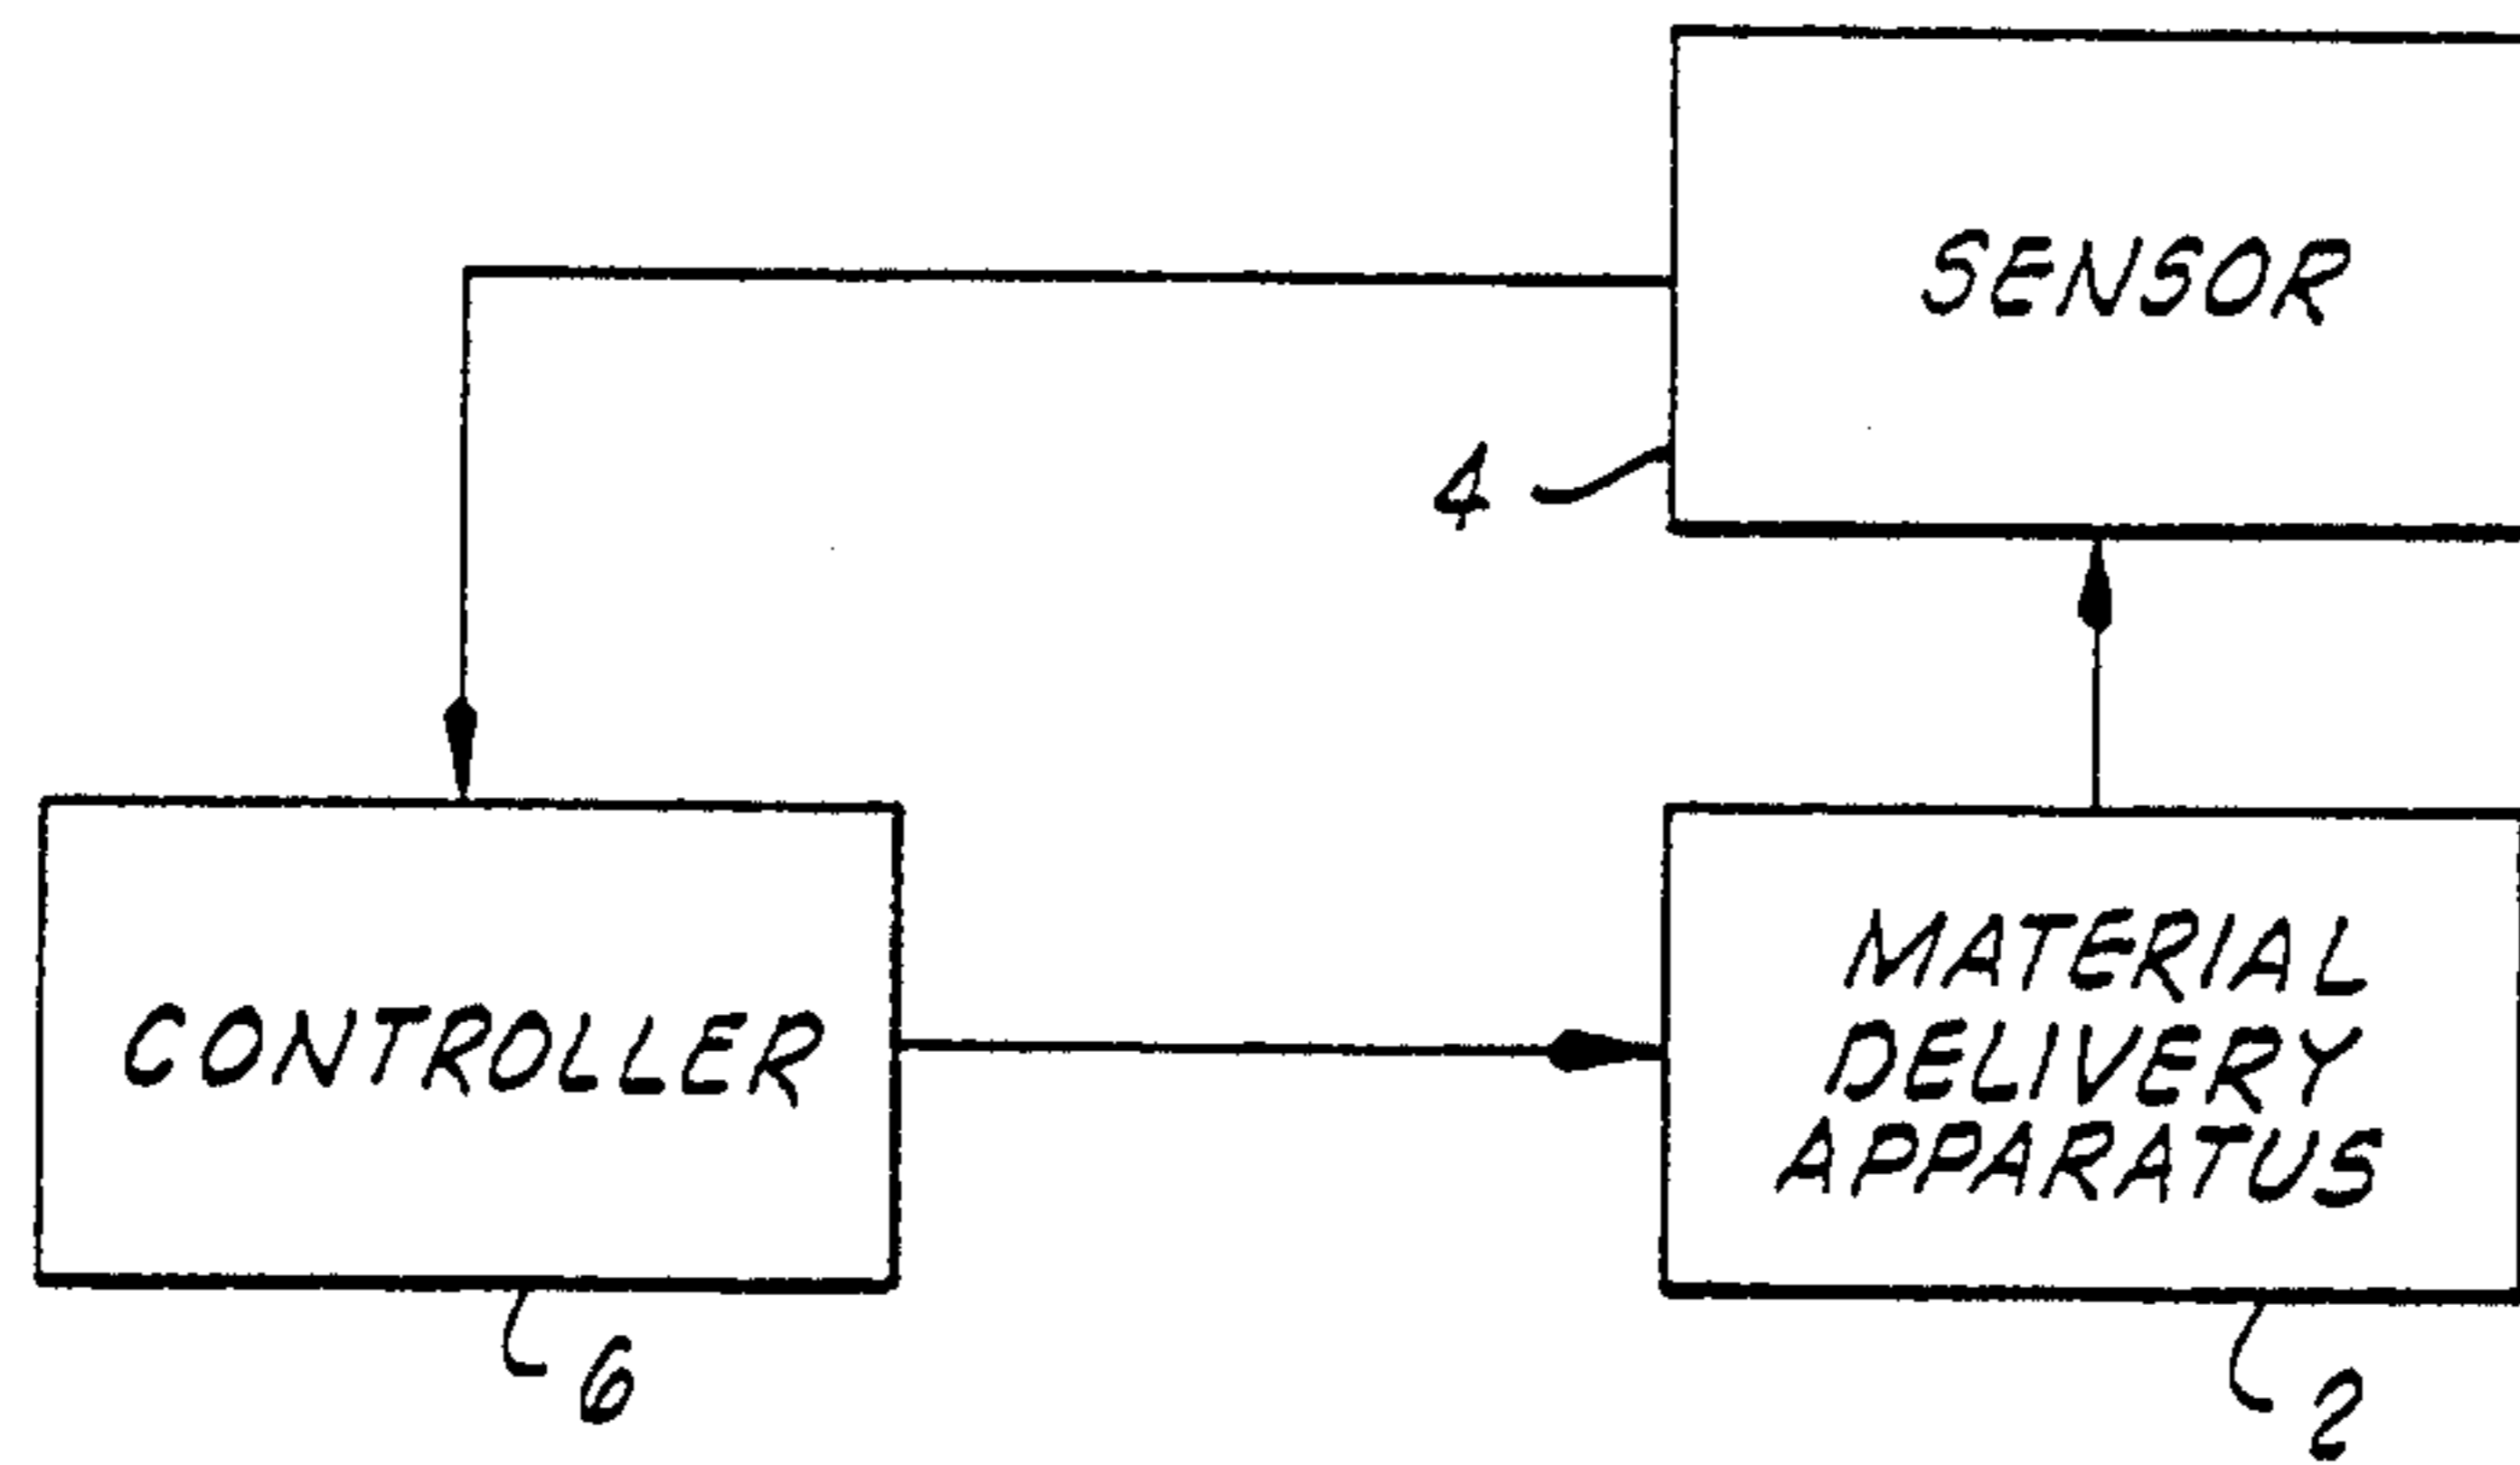 SENSOR
4
CONTROLLER
MATERIAL
DELIVERY
APPARATUS
6
2